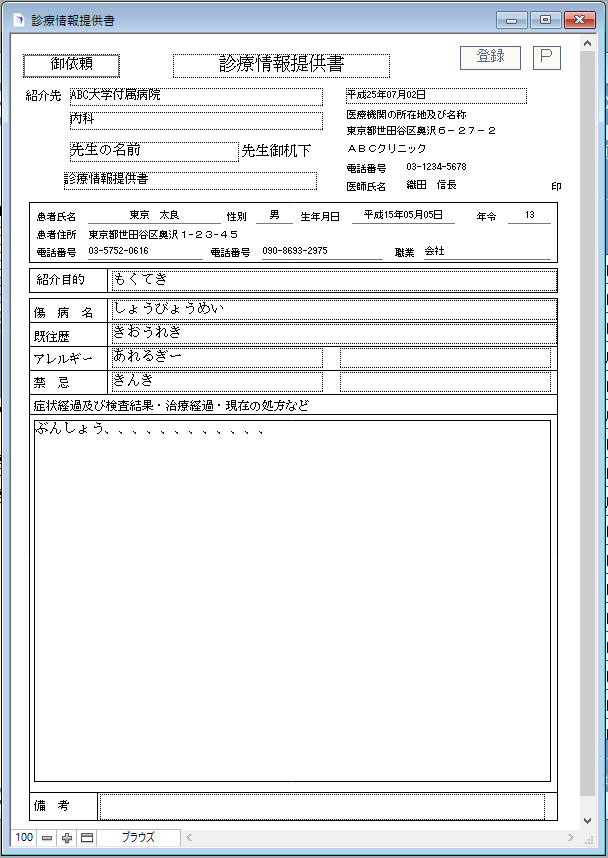 診療情報提供書
御依頼
診療情報提供書
登録
P
紹介先 ABC大学付属病院
内科
先生の名前 先生御机下
診療情報提供書
平成25年07月02日
医療機関の所在地及び名称
東京都世田谷区奥沢6-27-2
ABCクリニック
電話番号 03-1234-5678
医師氏名 織田 信長 印
患者氏名 東京 太良 性別 男 生年月日 平成15年05月05日 年令 13
患者住所 東京都世田谷区奥沢1-23-45
電話番号 03-5752-0616 電話番号 090-8693-2975 職業 会社
紹介目的 もくてき
傷 病 名 しょうびょうめい
既往歴 きおうれき
アレルギー あれるぎー
禁 忌 きんき
症状経過及び検査結果・治療経過・現在の処方など
ぶんしょう、、、、、、、、、、、、
備 考
100 ブラウズ